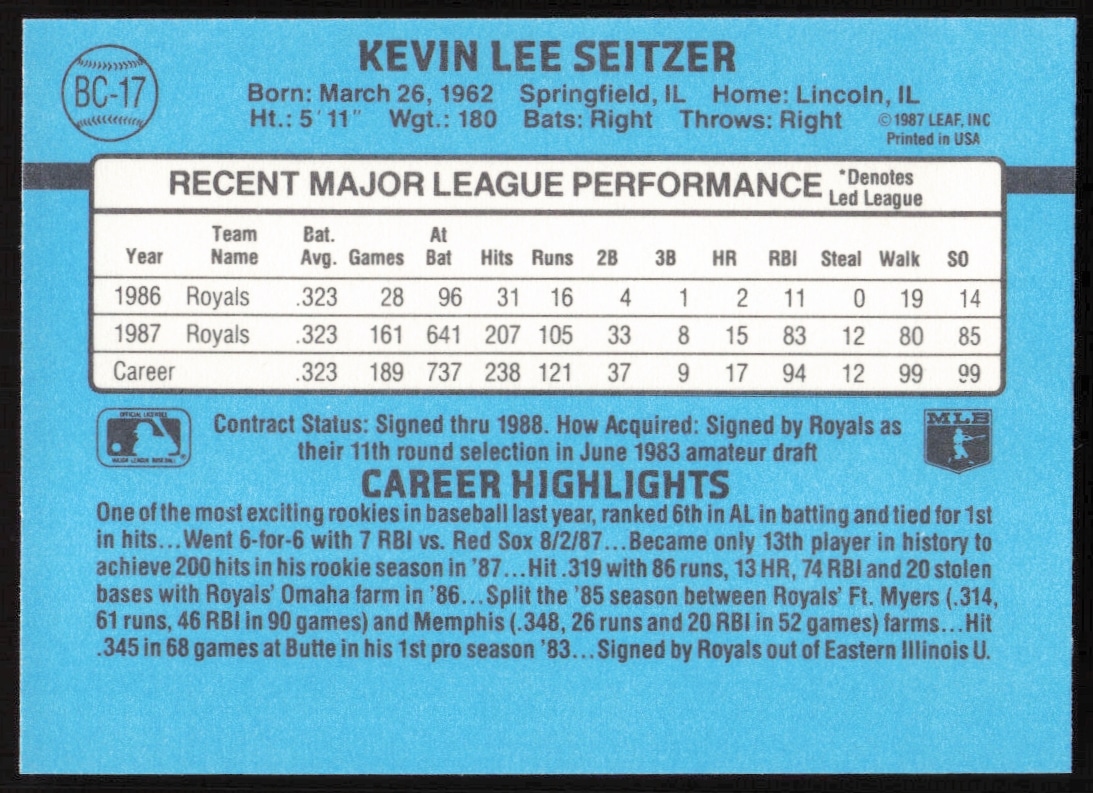 BC-17
KEVIN LEE SEITZER
Born: March 26, 1962 Springfield, IL Home: Lincoln, IL
Ht.: 5' 11" Wgt.: 180 Bats: Right Throws: Right
©1987 LEAF, INC
Printed in USA
RECENT MAJOR LEAGUE PERFORMANCE
*Denotes
Led League
Year Team Name Bat. Avg. Games At Bat Hits Runs 2B 3B HR RBI Steal Walk SO
1986 Royals .323 28 96 31 16 4 1 2 11 0 19 14
1987 Royals .323 161 641 207 105 33 8 15 83 12 80 85
Career .323 189 737 238 121 37 9 17 94 12 99 99
OFFICIAL LICENSEE
MAJOR LEAGUE BASEBALL
Contract Status: Signed thru 1988. How Acquired: Signed by Royals as
their 11th round selection in June 1983 amateur draft
MLB
CAREER HIGHLIGHTS
One of the most exciting rookies in baseball last year, ranked 6th in AL in batting and tied for 1st
in hits...Went 6-for-6 with 7 RBI vs. Red Sox 8/2/87...Became only 13th player in history to
achieve 200 hits in his rookie season in '87...Hit .319 with 86 runs, 13 HR, 74 RBI and 20 stolen
bases with Royals' Omaha farm in '86...Split the '85 season between Royals' Ft. Myers (.314,
61 runs, 46 RBI in 90 games) and Memphis (.348, 26 runs and 20 RBI in 52 games) farms...Hit
.345 in 68 games at Butte in his 1st pro season '83...Signed by Royals out of Eastern Illinois U.